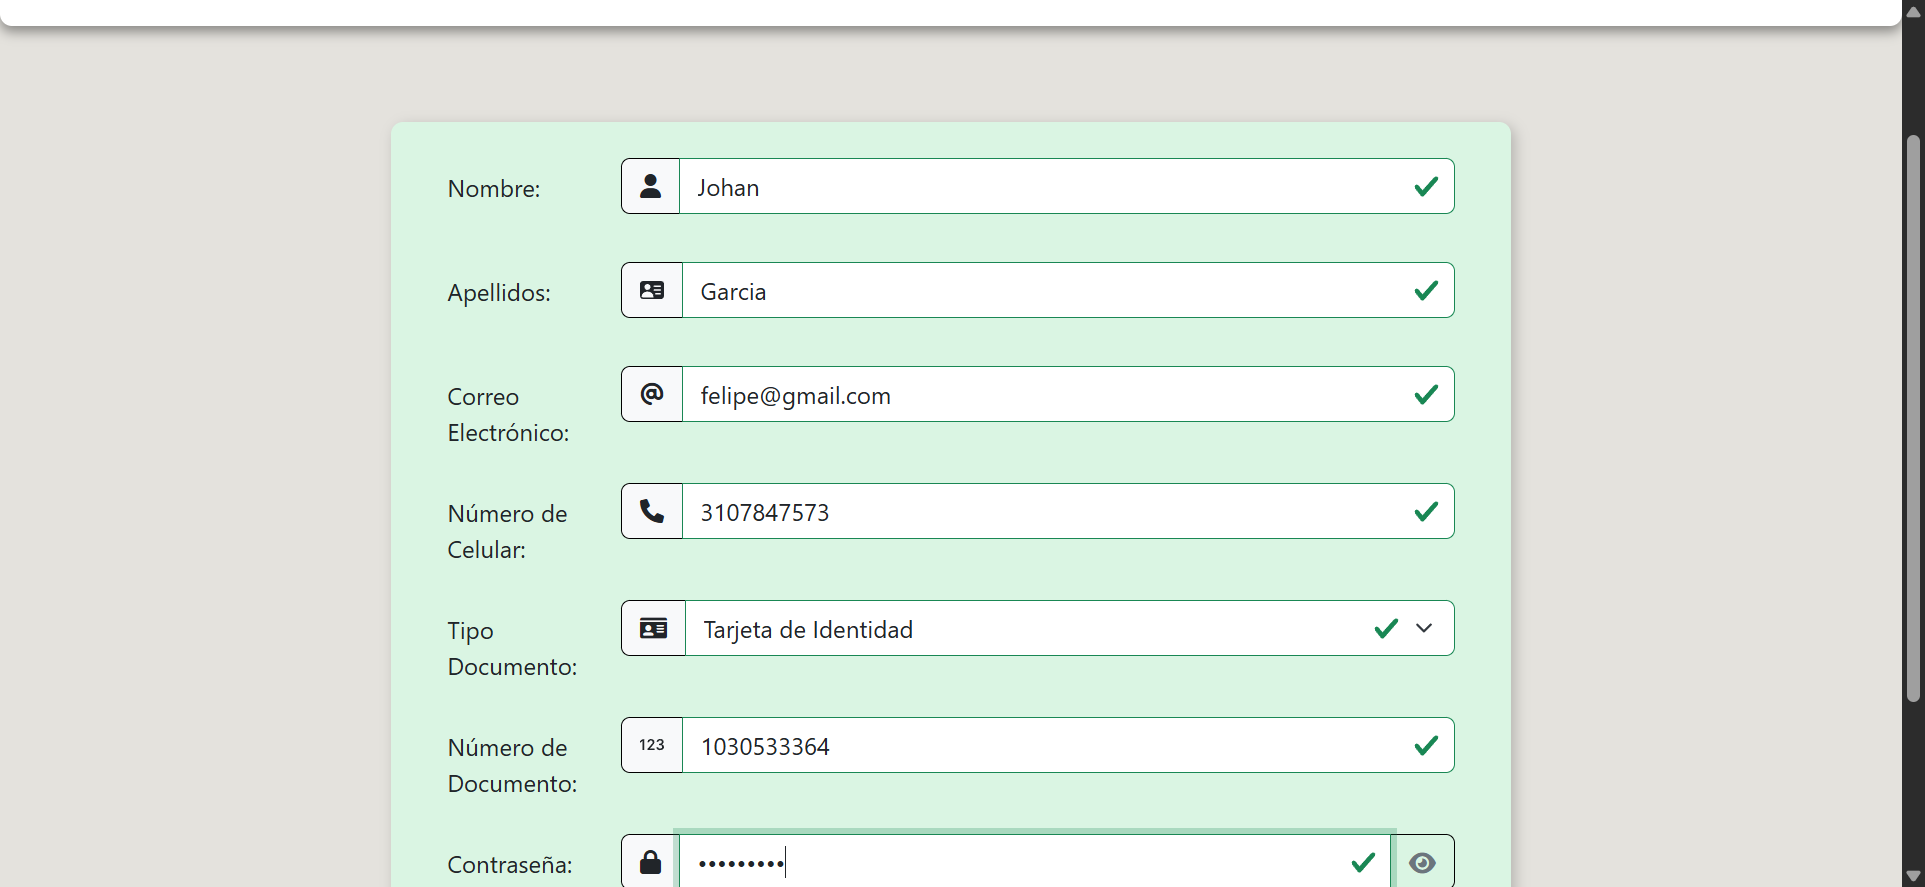 Nombre:
Johan
Apellidos:
Garcia
Correo
Electrónico:
felipe@gmail.com
Número de
Celular:
3107847573
Tipo
Documento:
Tarjeta de Identidad
Número de
Documento:
123
1030533364
Contraseña:
•••••••••